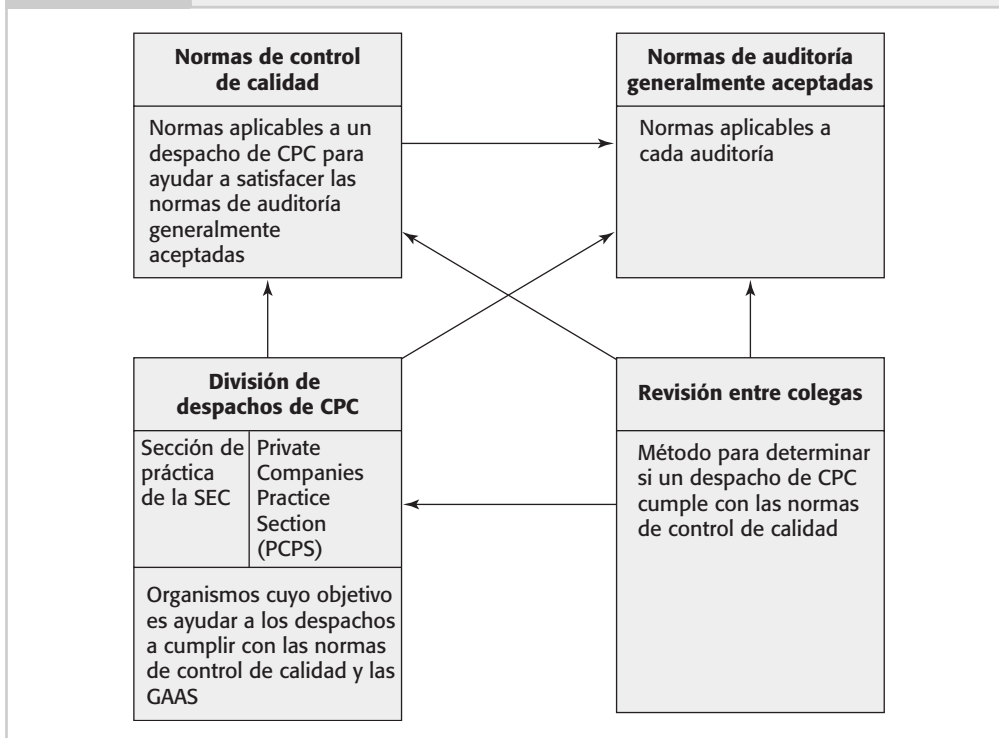 Normas de control
de calidad
Normas aplicables a un
despacho de CPC para
ayudar a satisfacer las
normas de auditoría
generalmente
aceptadas
Normas de auditoría
generalmente aceptadas
Normas aplicables a
cada auditoría
División de
despachos de CPC
Sección de
práctica
de la SEC
Private
Companies
Practice
Section
(PCPS)
Organismos cuyo objetivo
es ayudar a los despachos
a cumplir con las normas
de control de calidad y las
GAAS
Revisión entre colegas
Método para determinar
si un despacho de CPC
cumple con las normas
de control de calidad